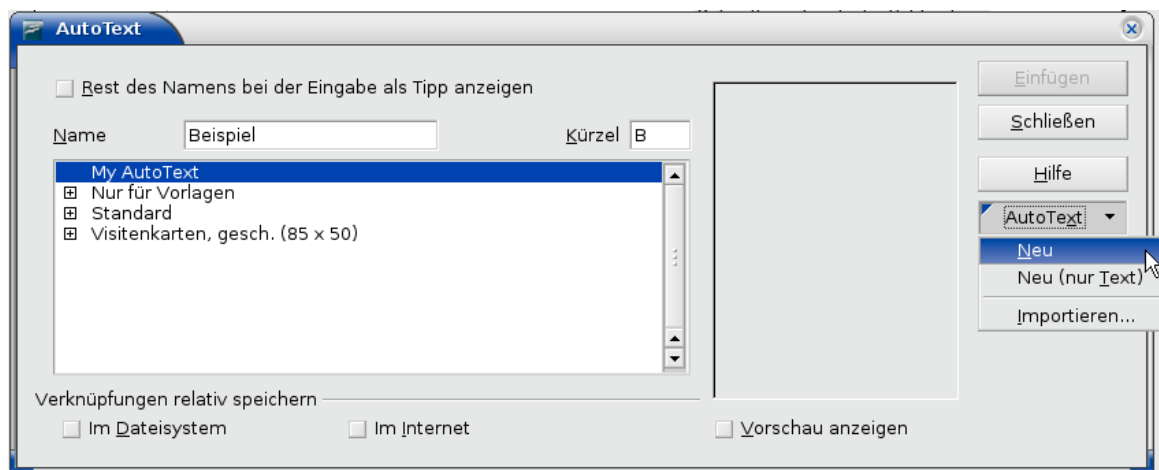 AutoText
Rest des Namens bei der Eingabe als Tipp anzeigen
Name Beispiel Kürzel B
My AutoText
Nur für Vorlagen
Standard
Visitenkarten, gesch. (85 x 50)
Verknüpfungen relativ speichern
Im Dateisystem Im Internet Vorschau anzeigen
Einfügen
Schließen
Hilfe
AutoText
Neu
Neu (nur Text)
Importieren...